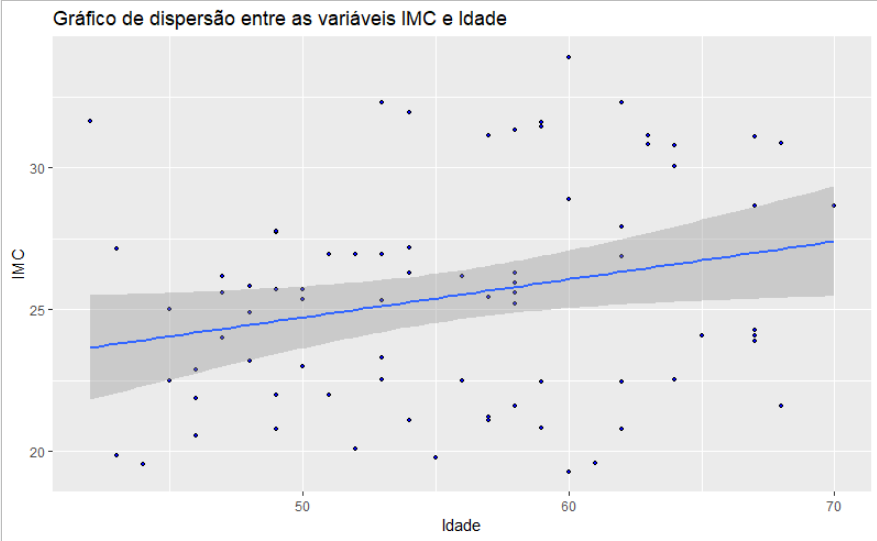 Gráfico de dispersão entre as variáveis IMC e Idade
IMC
30
25
20
50
60
70
Idade